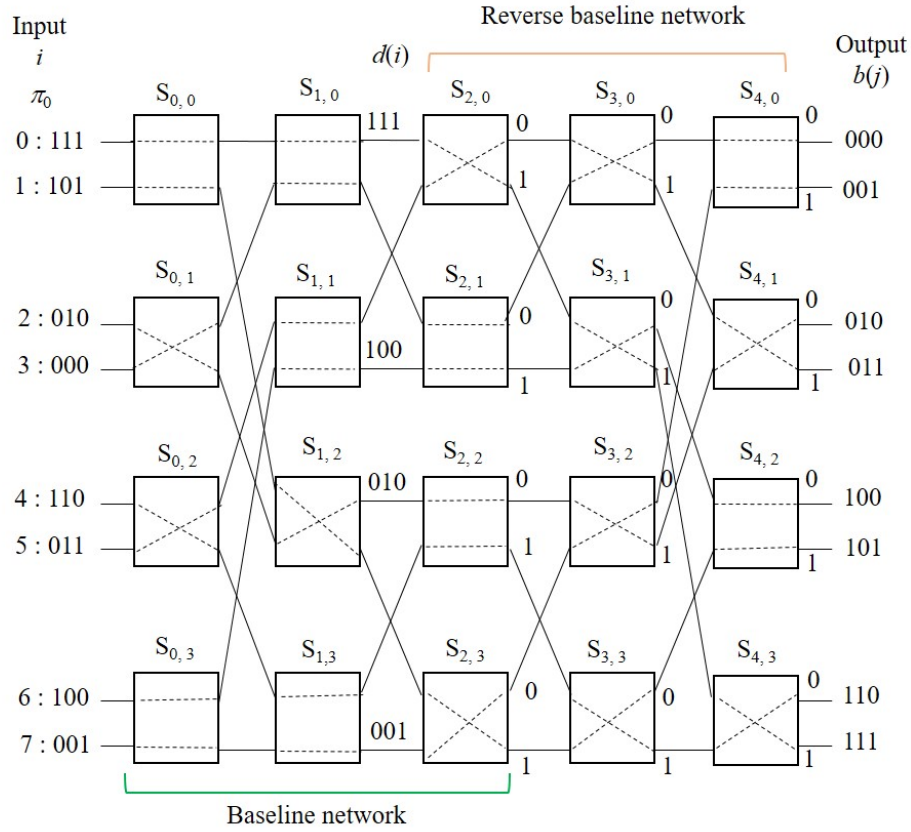 Reverse baseline network
Input
i
π0
d(i)
Output
b(j)
S0, 0
S1, 0
S2, 0
S3, 0
S4, 0
0 : 111
111
0
0
0
000
1 : 101
1
1
1
001
S0, 1
S1, 1
S2, 1
S3, 1
S4, 1
2 : 010
0
0
0
010
3 : 000
100
1
1
1
011
S0, 2
S1, 2
S2, 2
S3, 2
S4, 2
4 : 110
010
0
0
0
100
5 : 011
1
1
1
101
S0, 3
S1,3
S2, 3
S3, 3
S4, 3
6 : 100
0
0
0
110
7 : 001
001
1
1
1
111
Baseline network